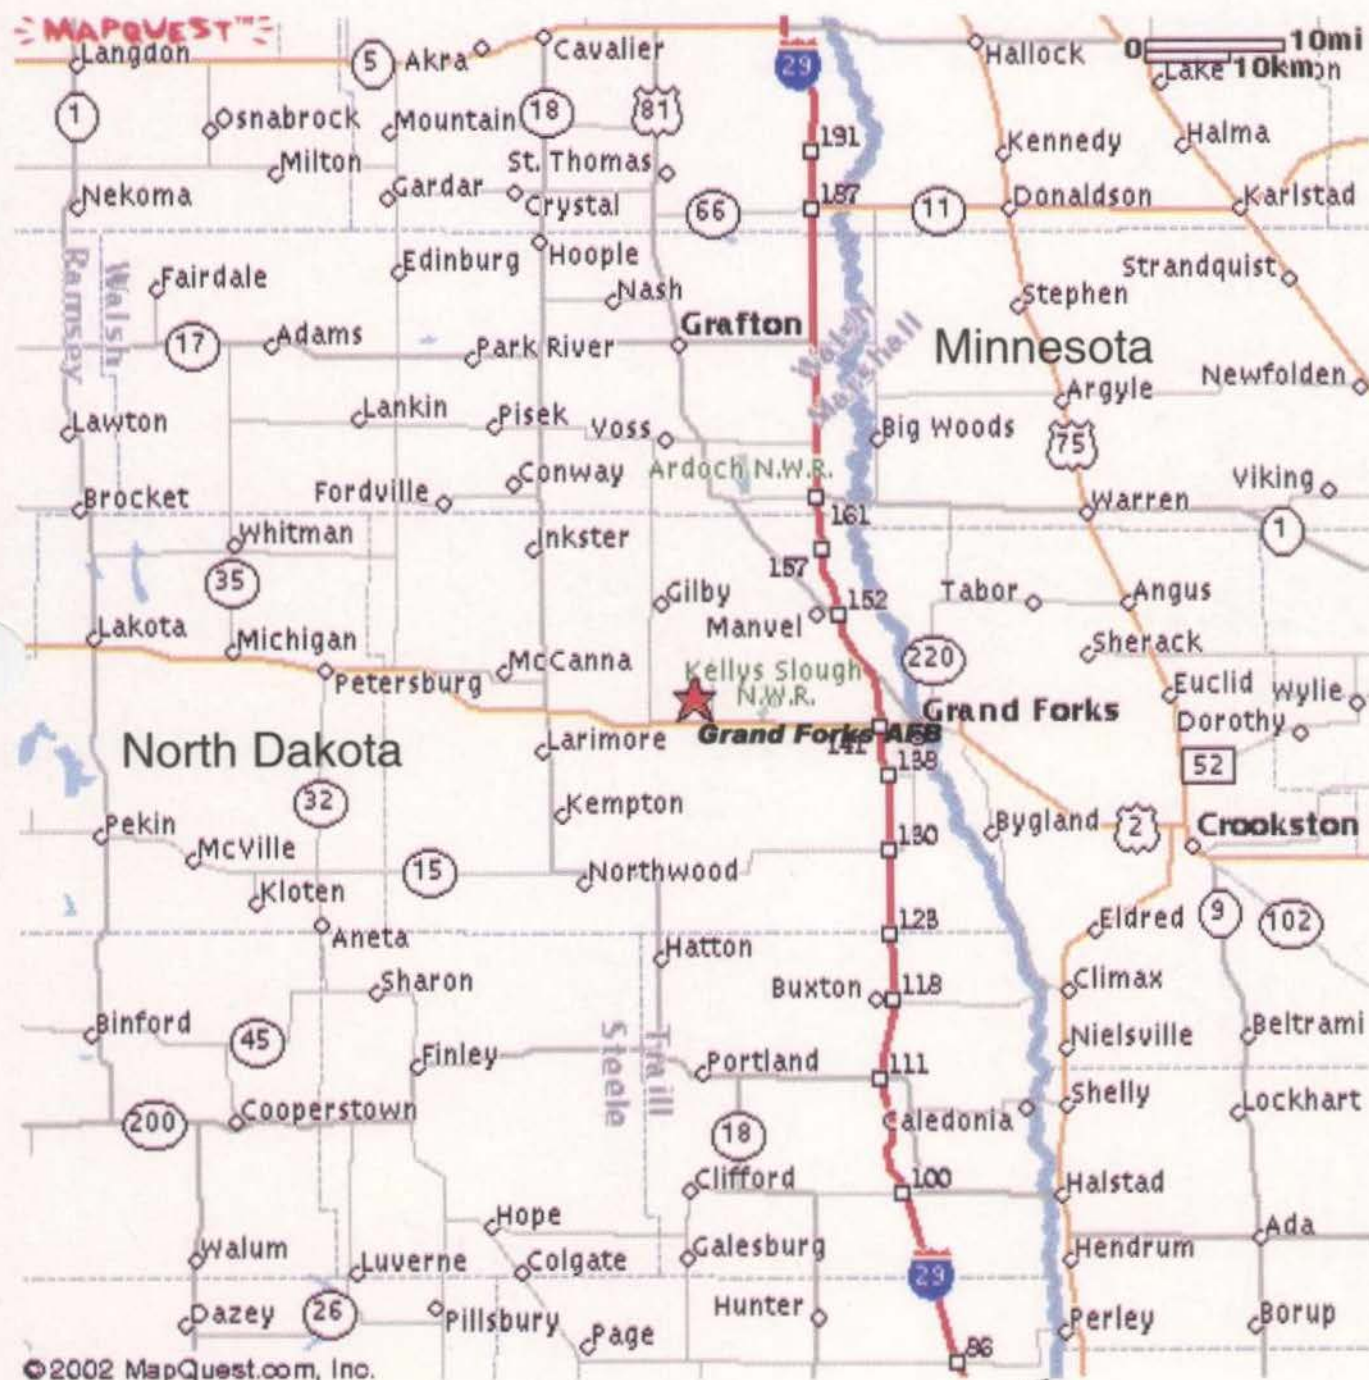 MAPQUEST™
10mi
0
10km
Langdon
5
Akra
Cavalier
29
Hallock
Lake
on
1
Osnabrock
Mountain
18
81
191
Kennedy
Halma
Milton
St. Thomas
Nekoma
Gardar
Crystal
66
187
11
Donaldson
Karlstad
Ramsey
Walsh
Fairdale
Edinburg
Hoople
Nash
Strandquist
Stephen
17
Adams
Park River
Grafton
Walsh
Marshall
Minnesota
Argyle
Newfolden
Lawton
Lankin
Pisek
Voss
Big Woods
75
Ardoch N.W.R.
Brocket
Fordville
Conway
161
Warren
Viking
1
Whitman
Inkster
35
157
Gilby
152
Manvel
Tabor
Angus
Lakota
Michigan
McCanna
220
Sherack
Petersburg
Kellys Slough
N.W.R.
Euclid
Wylie
Grand Forks
Dorothy
North Dakota
Larimore
Grand Forks AFB
141
138
52
32
Kempton
Pekin
130
Bygland
2
Crookston
McVille
15
Northwood
Kloten
Aneta
123
Eldred
9
102
Hatton
Sharon
Buxton
118
Climax
Binford
45
Steele
Traill
Nielsville
Beltrami
Finley
Portland
111
200
Cooperstown
18
Caledonia
Shelly
Lockhart
Clifford
100
Halstad
Hope
Ada
Walum
Luverne
Colgate
Galesburg
29
Hendrum
Dazey
26
Pillsbury
Page
Hunter
Perley
Borup
86
©2002 MapQuest.com, Inc.